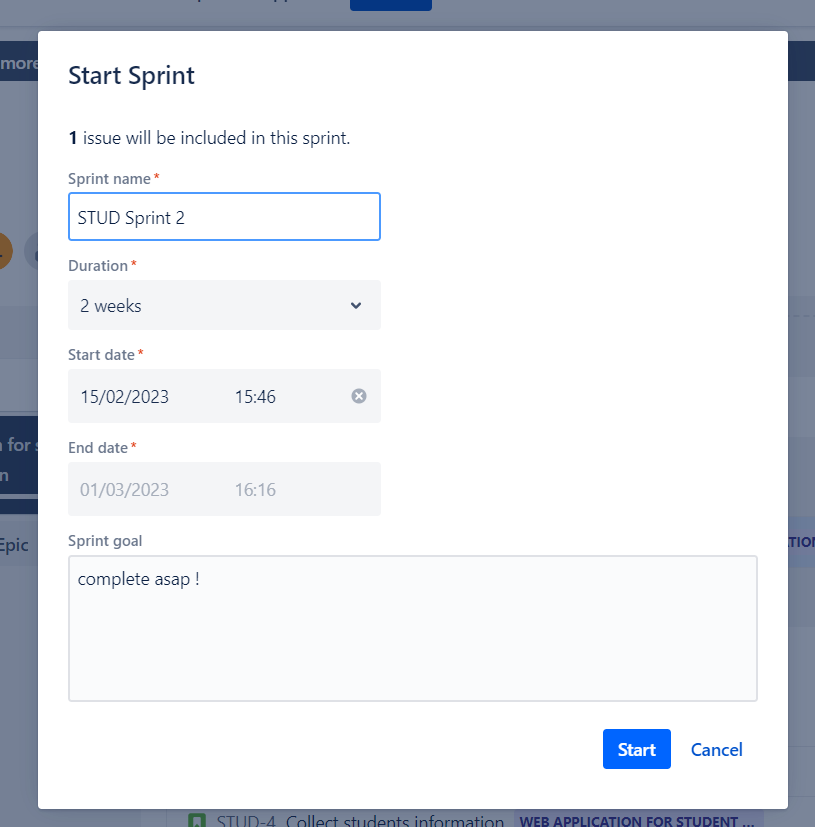 more
Start Sprint
1 issue will be included in this sprint.
Sprint name*
STUD Sprint 2
Duration*
2 weeks
Start date*
15/02/2023 15:46
End date*
01/03/2023 16:16
n for s
n
Epic
Sprint goal
complete asap !
Start Cancel
STUD-4 Collect students information WEB APPLICATION FOR STUDENT ...